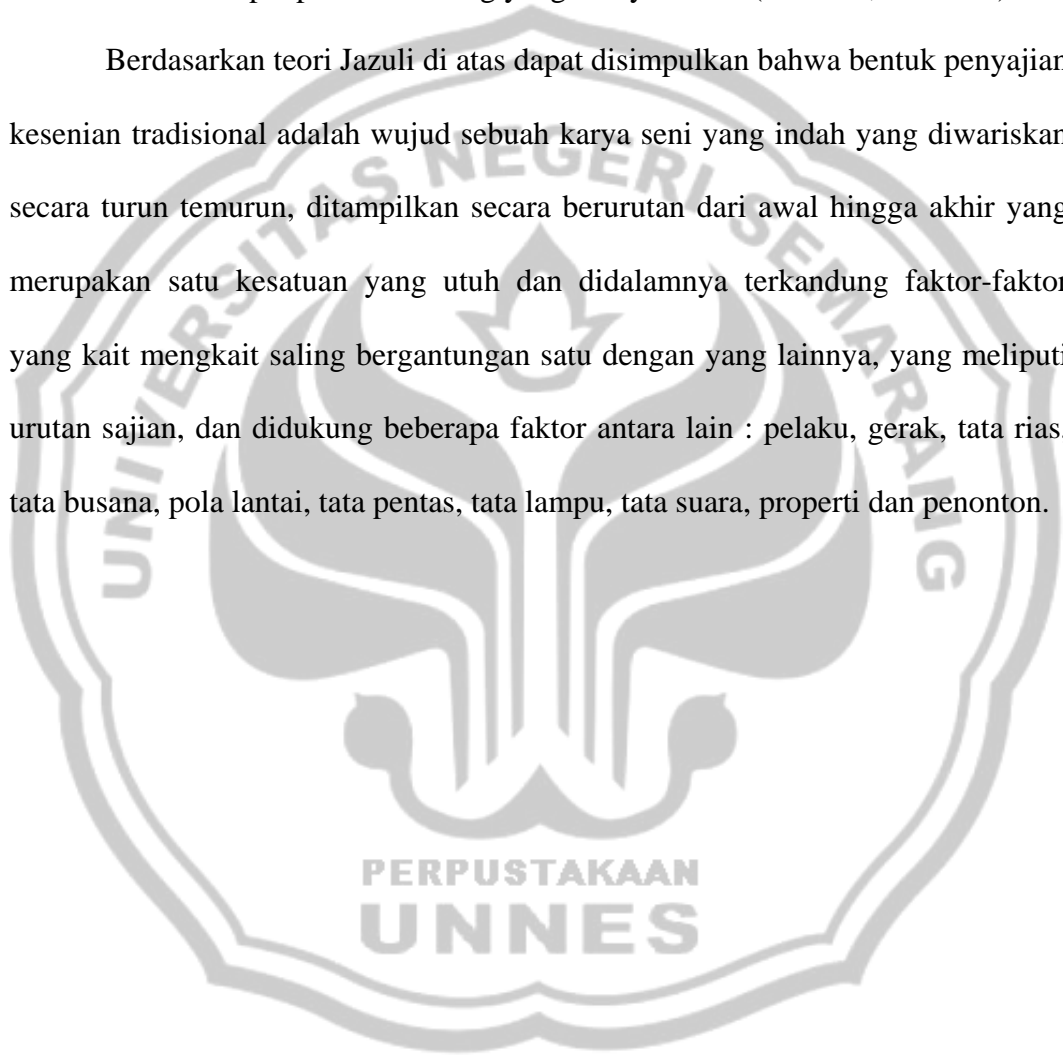 Berdasarkan teori Jazuli di atas dapat disimpulkan bahwa bentuk penyajian
kesenian tradisional adalah wujud sebuah karya seni yang indah yang diwariskan
secara turun temurun, ditampilkan secara berurutan dari awal hingga akhir yang
merupakan satu kesatuan yang utuh dan didalamnya terkandung faktor-faktor
yang kait mengkait saling bergantungan satu dengan yang lainnya, yang meliputi
urutan sajian, dan didukung beberapa faktor antara lain : pelaku, gerak, tata rias,
tata busana, pola lantai, tata pentas, tata lampu, tata suara, properti dan penonton.
UNIVERSITAS NEGERI SEMARANG
PERPUSTAKAAN
UNNES